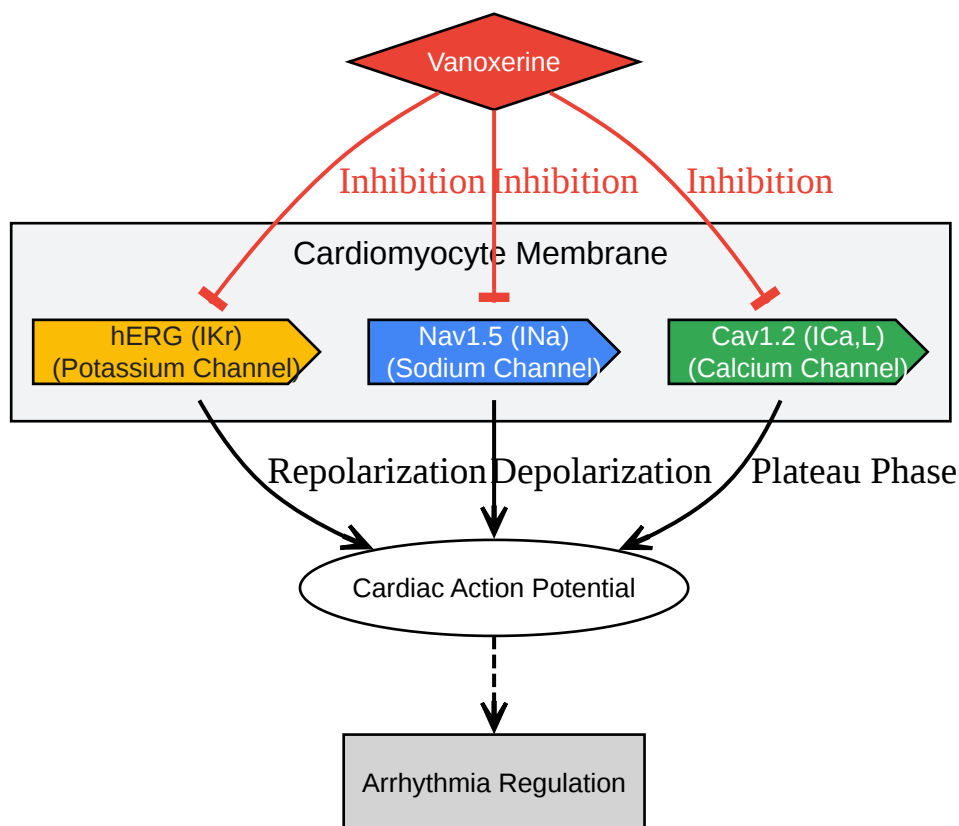 Vanoxerine
Inhibition
Inhibition
Inhibition
Cardiomyocyte Membrane
hERG (IKr)
(Potassium Channel)
Nav1.5 (INa)
(Sodium Channel)
Cav1.2 (ICa,L)
(Calcium Channel)
Repolarization
Depolarization
Plateau Phase
Cardiac Action Potential
Arrhythmia Regulation